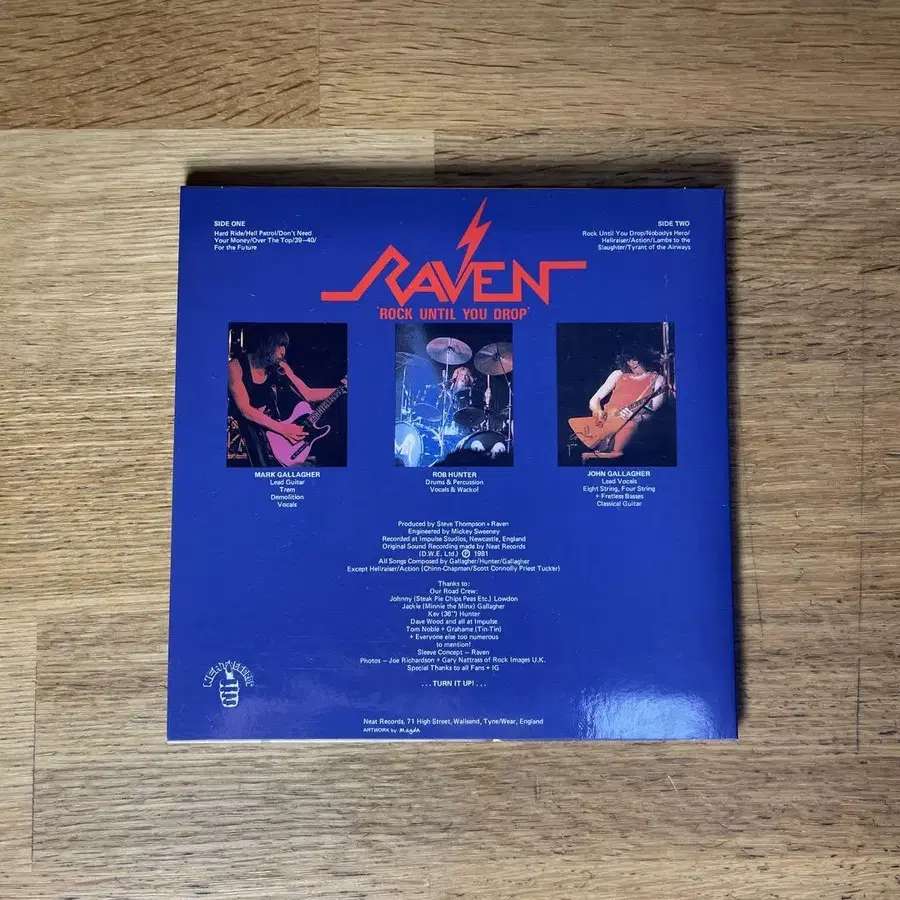 SIDE ONE
Hard Ride/Hell Patrol/Don't Need
Your Money/Over The Top/39–40/
For the Future
SIDE TWO
Rock Until You Drop/Nobodys Hero/
Hellraiser/Action/Lambs to the
Slaughter/Tyrant of the Airways
RAVEN
'ROCK UNTIL YOU DROP'
MARK GALLAGHER
Lead Guitar
Trem
Demolition
Vocals
ROB HUNTER
Drums & Percussion
Vocals & Wacko!
JOHN GALLAGHER
Lead Vocals
Eight String, Four String
+ Fretless Basses
Classical Guitar
Produced by Steve Thompson + Raven
Engineered by Mickey Sweeney
Recorded at Impulse Studios, Newcastle, England
Original Sound Recording made by Neat Records
(D.W.E. Ltd.) ℗ 1981
All Songs Composed by Gallagher/Hunter/Gallagher
Except Hellraiser/Action (Chinn-Chapman/Scott Connolly Priest Tucker)
Thanks to:
Our Road Crew:
Johnny (Steak Pie Chips Peas Etc.) Lowdon
Jackie (Minnie the Minx) Gallagher
Kev (36") Hunter
Dave Wood and all at Impulse
Tom Noble + Grahame (Tin-Tin)
+ Everyone else too numerous
to mention!
Sleeve Concept – Raven
Photos – Joe Richardson + Gary Nattrass of Rock Images U.K.
Special Thanks to all Fans + IG
. . . TURN IT UP! . . .
Neat Records, 71 High Street, Wallsend, Tyne/Wear, England
ARTWORK by Magda